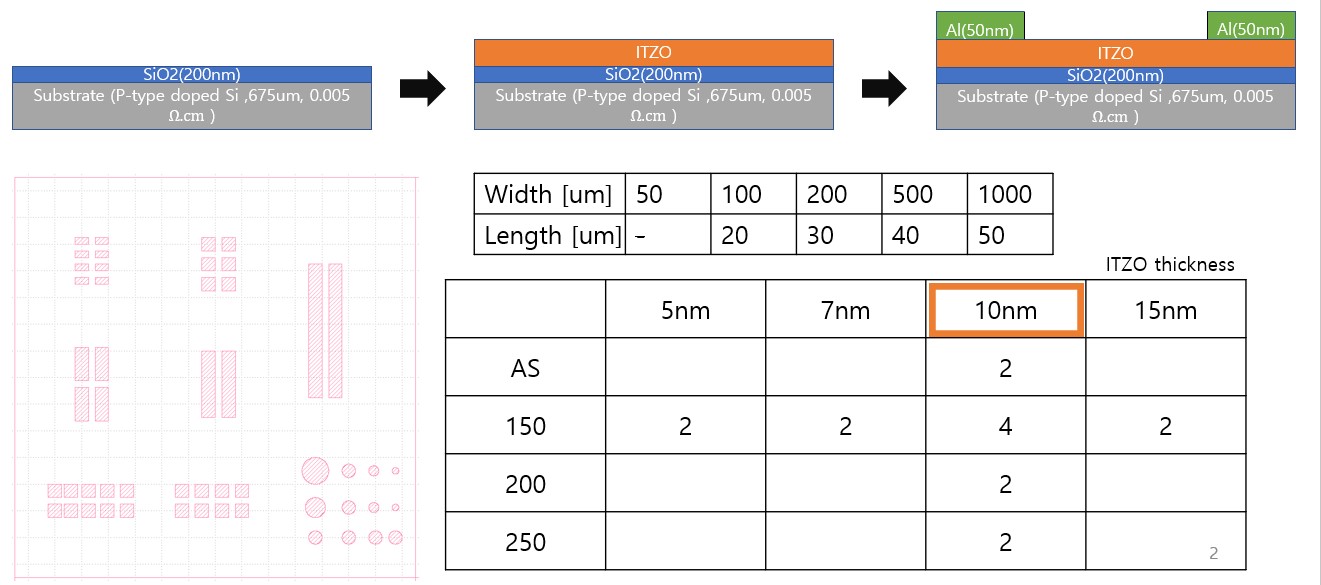 Al(50nm) Al(50nm)
ITZO ITZO
SiO2(200nm) SiO2(200nm) SiO2(200nm)
Substrate (P-type doped Si ,675um, 0.005 Substrate (P-type doped Si ,675um, 0.005 Substrate (P-type doped Si ,675um, 0.005
Ω.cm ) Ω.cm ) Ω.cm )
Width [um] 50 100 200 500 1000
Length [um] - 20 30 40 50
ITZO thickness
5nm 7nm 10nm 15nm
AS 2
150 2 2 4 2
200 2
250 2
2